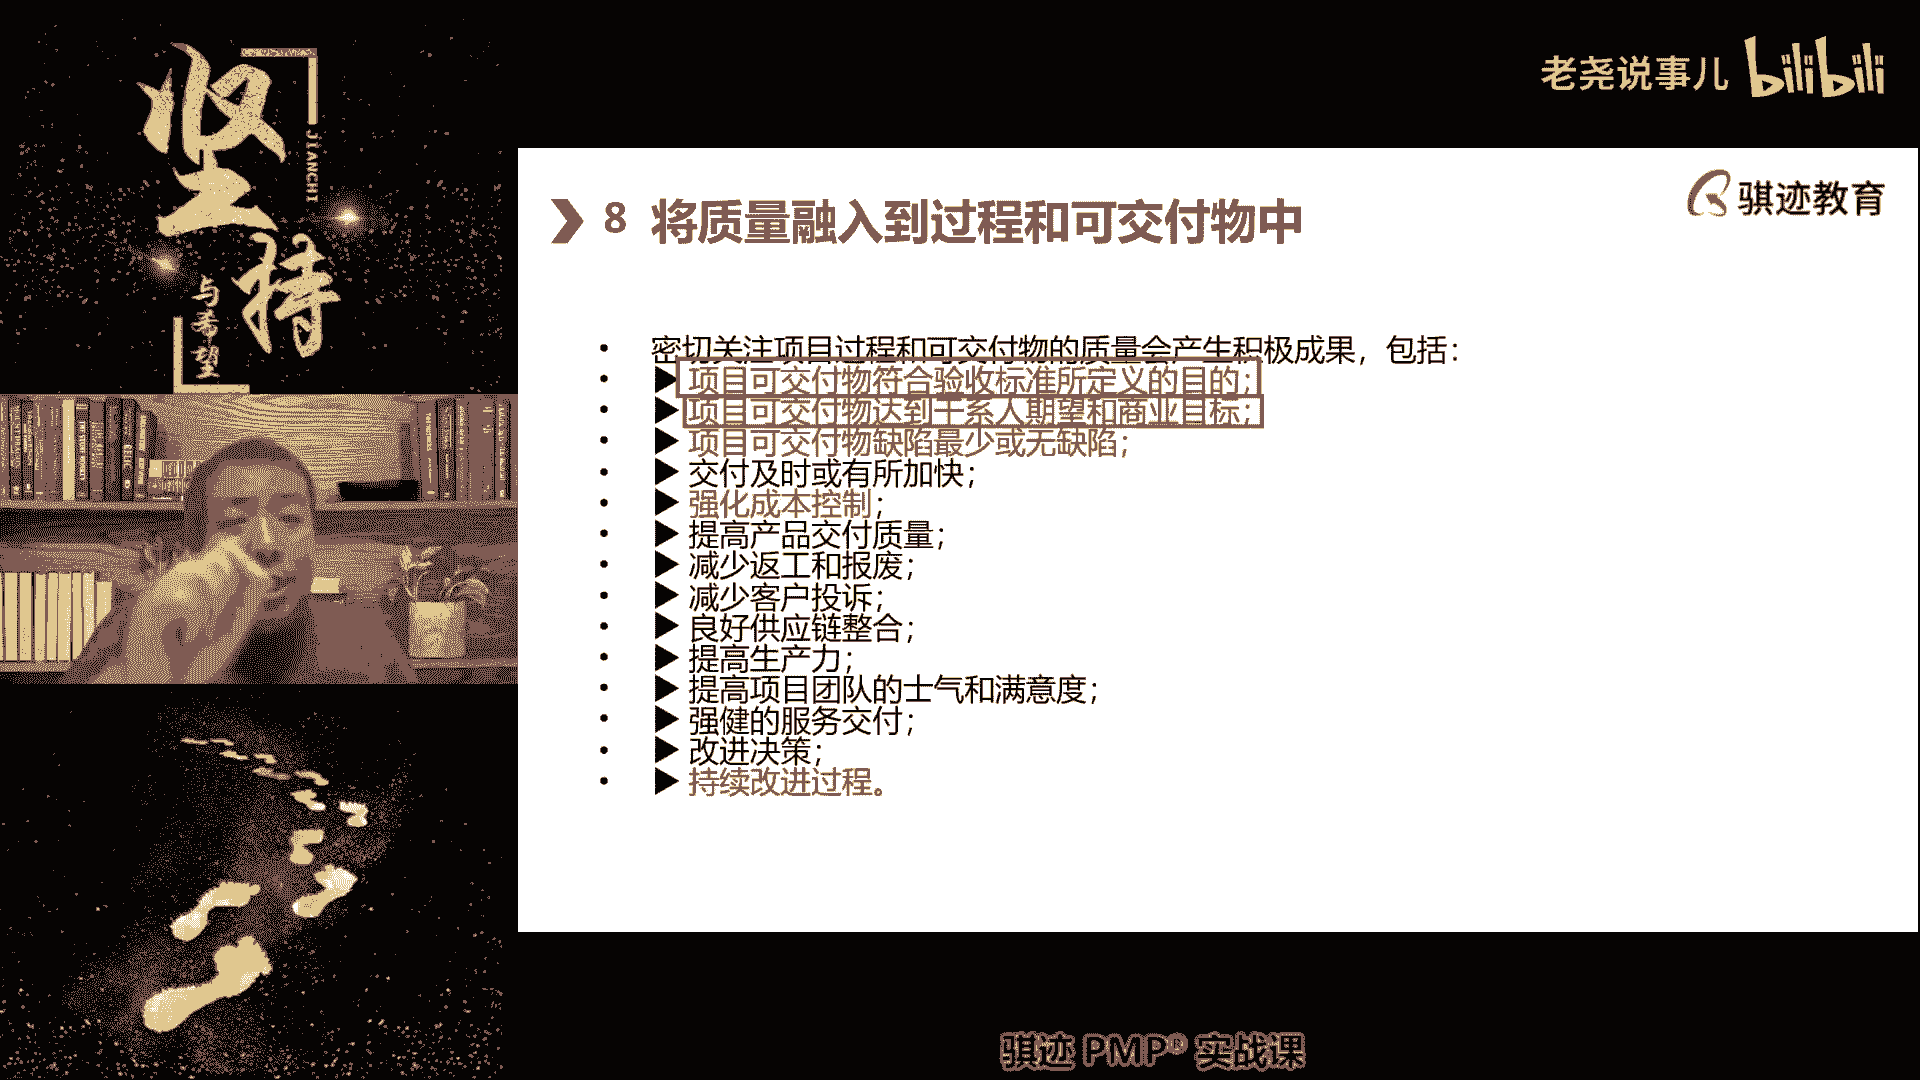 坚持
JIANCHI
与希望
老尧说事儿 bilibili
骐迹教育
8 将质量融入到过程和可交付物中
• 密切关注项目过程和可交付物的质量会产生积极成果，包括：
• ▶项目可交付物符合验收标准所定义的目的；
• ▶项目可交付物达到干系人期望和商业目标；
• ▶项目可交付物缺陷最少或无缺陷；
• ▶交付及时或有所加快；
• ▶强化成本控制；
• ▶提高产品交付质量；
• ▶减少返工和报废；
• ▶减少客户投诉；
• ▶良好供应链整合；
• ▶提高生产力；
• ▶提高项目团队的士气和满意度；
• ▶强健的服务交付；
• ▶改进决策；
• ▶持续改进过程。
骐迹 PMP® 实战课